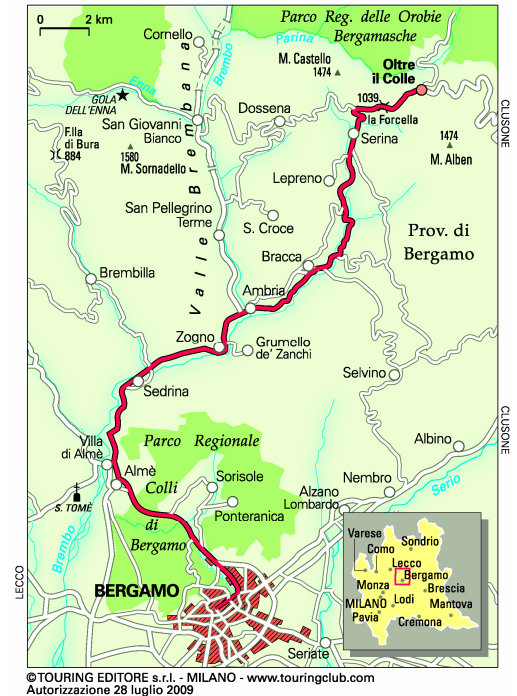 0 2 km
Parco Reg. delle Orobie
Bergamasche
Cornello
Brembo
Parina
M. Castello
1474
Oltre
il Colle
Enna
GOLA
DELL'ENNA
1039
la Forcella
CLUSONE
Dossena
San Giovanni
Bianco
Serina
F.lla
di Bura
884
1580
M. Sornadello
1474
M. Alben
Lepreno
Valle Brembana
San Pellegrino
Terme
S. Croce
Prov. di
Bergamo
Bracca
Brembilla
Ambria
Zogno
Grumello
de' Zanchi
Selvino
Sedrina
CLUSONE
Villa
di Almè
Parco Regionale
Albino
Almè
Colli
Sorisole
Nembro
Serio
S. TOMÈ
Ponteranica
Alzano
Lombardo
di
Bergamo
Brembo
LECCO
BERGAMO
Seriate
Varese
Como
Sondrio
Lecco
Bergamo
Monza
Brescia
MILANO
Lodi
Mantova
Pavia
Cremona
©TOURING EDITORE s.r.l. - MILANO - www.touringclub.com
Autorizzazione 28 luglio 2009